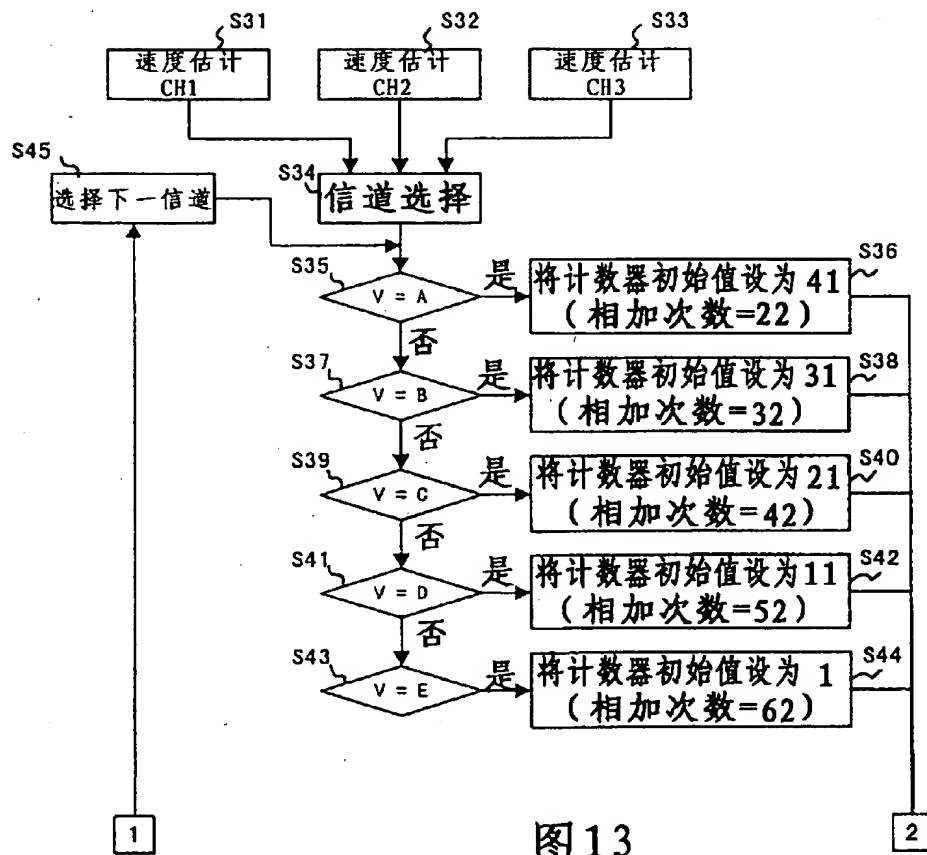 S31
速度估计
CH1
S32
速度估计
CH2
S33
速度估计
CH3
S45
选择下一信道
S34
信道选择
S35
V = A
是
S36
将计数器初始值设为 41
(相加次数=22)
否
S37
V = B
是
S38
将计数器初始值设为 31
(相加次数=32)
否
S39
V = C
是
S40
将计数器初始值设为 21
(相加次数=42)
否
S41
V = D
是
S42
将计数器初始值设为 11
(相加次数=52)
否
S43
V = E
是
S44
将计数器初始值设为 1
(相加次数=62)
1
图13
2